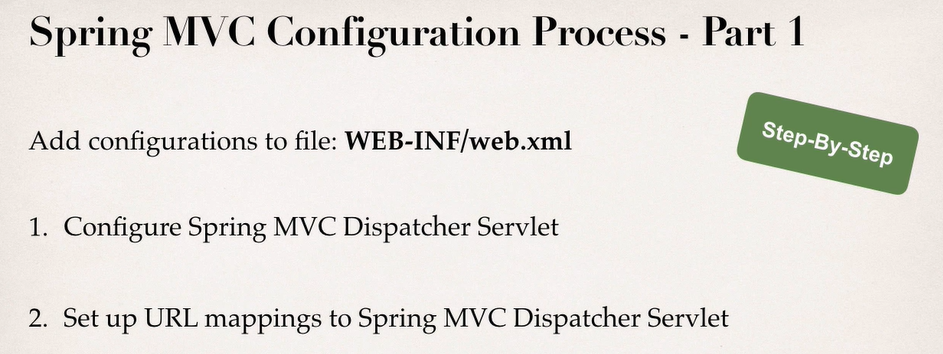 Spring MVC Configuration Process - Part 1
Add configurations to file: WEB-INF/web.xml
Step-By-Step
1. Configure Spring MVC Dispatcher Servlet
2. Set up URL mappings to Spring MVC Dispatcher Servlet